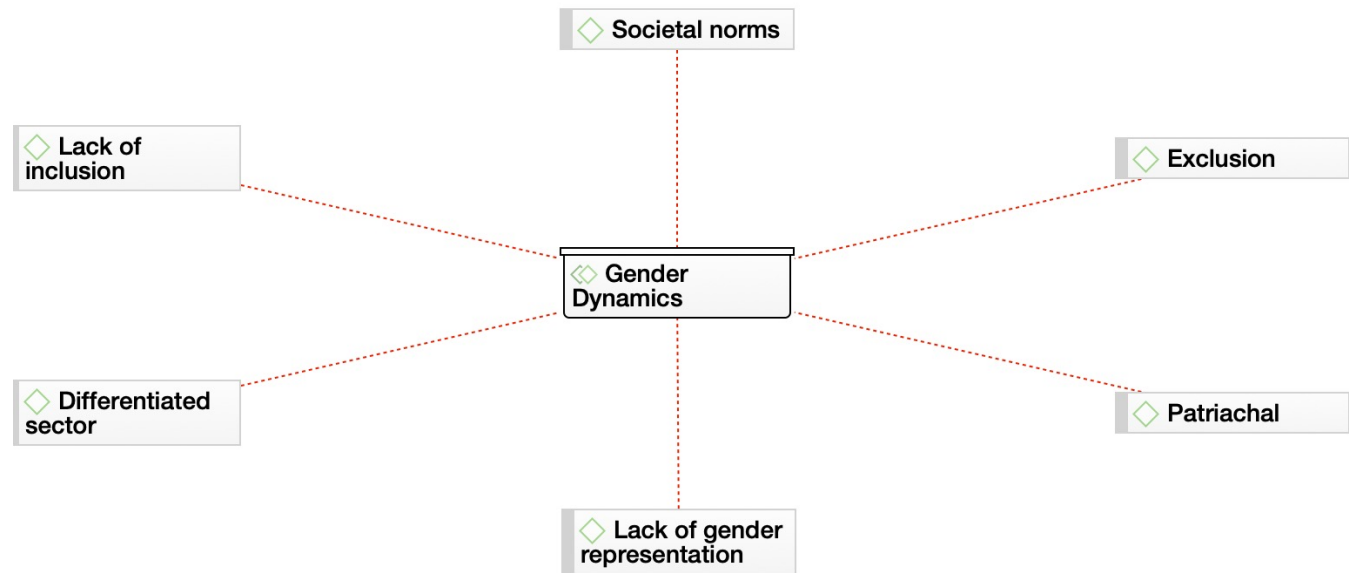 Societal norms
Lack of
inclusion
Exclusion
Gender
Dynamics
Differentiated
sector
Patriachal
Lack of gender
representation